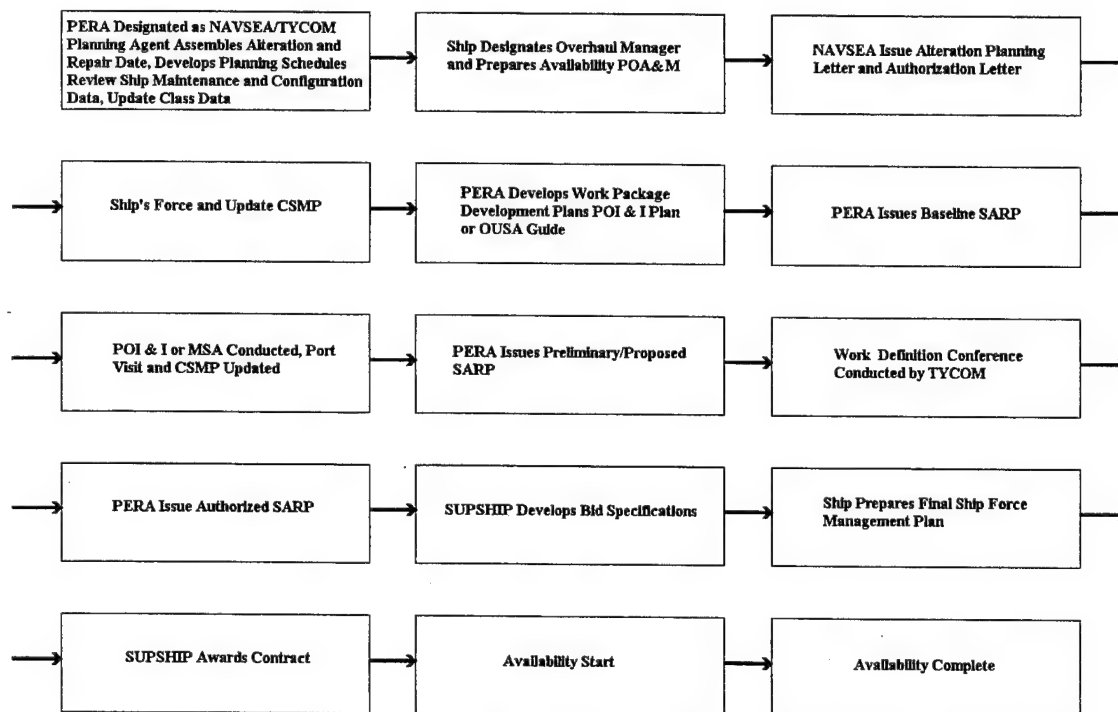 PERA Designated as NAVSEA/TYCOM
Planning Agent Assembles Alteration and
Repair Date, Develops Planning Schedules
Review Ship Maintenance and Configuration
Data, Update Class Data
Ship Designates Overhaul Manager
and Prepares Availability POA&M
NAVSEA Issue Alteration Planning
Letter and Authorization Letter
Ship's Force and Update CSMP
PERA Develops Work Package
Development Plans POI & I Plan
or OUSA Guide
PERA Issues Baseline SARP
POI & I or MSA Conducted, Port
Visit and CSMP Updated
PERA Issues Preliminary/Proposed
SARP
Work Definition Conference
Conducted by TYCOM
PERA Issue Authorized SARP
SUPSHIP Develops Bid Specifications
Ship Prepares Final Ship Force
Management Plan
SUPSHIP Awards Contract
Availability Start
Availability Complete